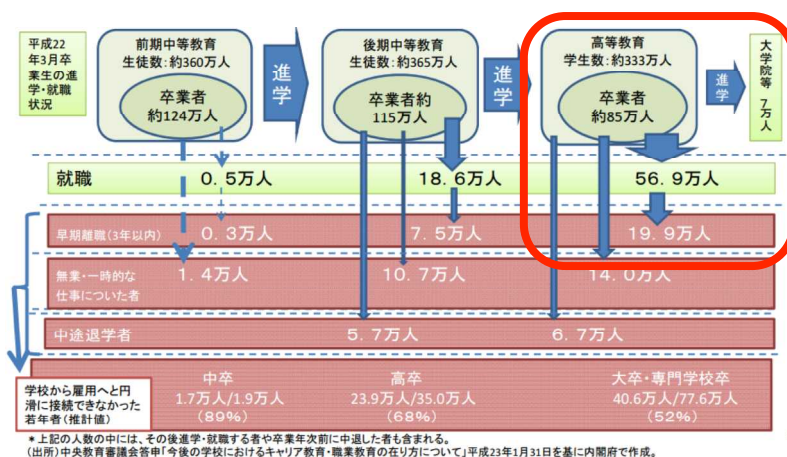 平成22
年3月卒
業生の進
学・就職
状況
前期中等教育
生徒数：約360万人
卒業者
約124万人
進学
後期中等教育
生徒数：約365万人
卒業者約
115万人
進学
高等教育
学生数：約333万人
卒業者
約85万人
進学
大学院等 7万人
就職 0．5万人 18．6万人 56．9万人
早期離職（3年以内） 0．3万人 7．5万人 19．9万人
無業・一時的な
仕事についた者
1．4万人 10．7万人 14．0万人
中途退学者 5．7万人 6．7万人
学校から雇用へと円
滑に接続できなかった
若年者（推計値）
中卒
1.7万人/1.9万人
（89%）
高卒
23.9万人/35.0万人
（68%）
大卒・専門学校卒
40.6万人/77.6万人
（52%）
＊上記の人数の中には、その後進学・就職する者や卒業年次前に中退した者も含まれる。
（出所）中央教育審議会答申「今後の学校におけるキャリア教育・職業教育の在り方について」平成23年1月31日を基に内閣府で作成。